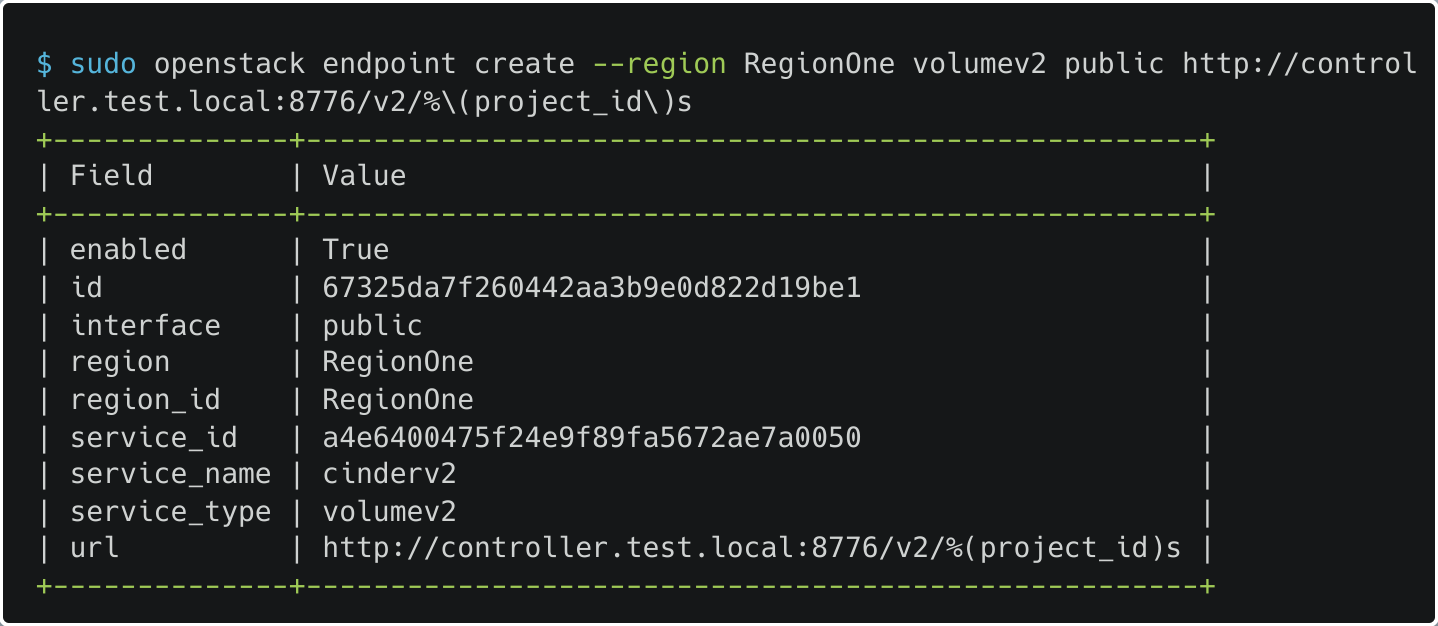 $ sudo openstack endpoint create --region RegionOne volumev2 public http://control
ler.test.local:8776/v2/%\(project_id\)s
+--------------+-----------------------------------------------------+
| Field        | Value                                               |
+--------------+-----------------------------------------------------+
| enabled      | True                                                |
| id           | 67325da7f260442aa3b9e0d822d19be1                    |
| interface    | public                                              |
| region       | RegionOne                                           |
| region_id    | RegionOne                                           |
| service_id   | a4e6400475f24e9f89fa5672ae7a0050                    |
| service_name | cinderv2                                            |
| service_type | volumev2                                            |
| url          | http://controller.test.local:8776/v2/%(project_id)s |
+--------------+-----------------------------------------------------+